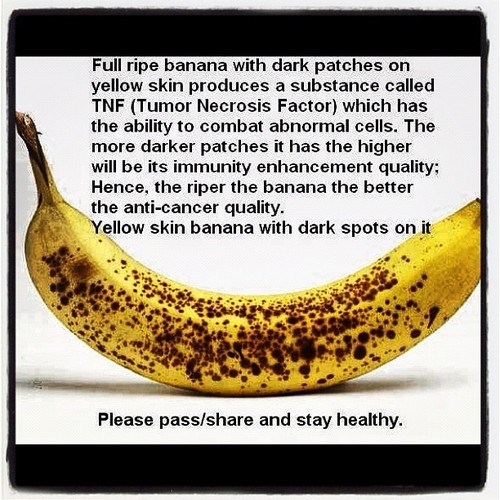 Full ripe banana with dark patches on
yellow skin produces a substance called
TNF (Tumor Necrosis Factor) which has
the ability to combat abnormal cells. The
more darker patches it has the higher
will be its immunity enhancement quality;
Hence, the riper the banana the better
the anti-cancer quality.
Yellow skin banana with dark spots on it
Please pass/share and stay healthy.